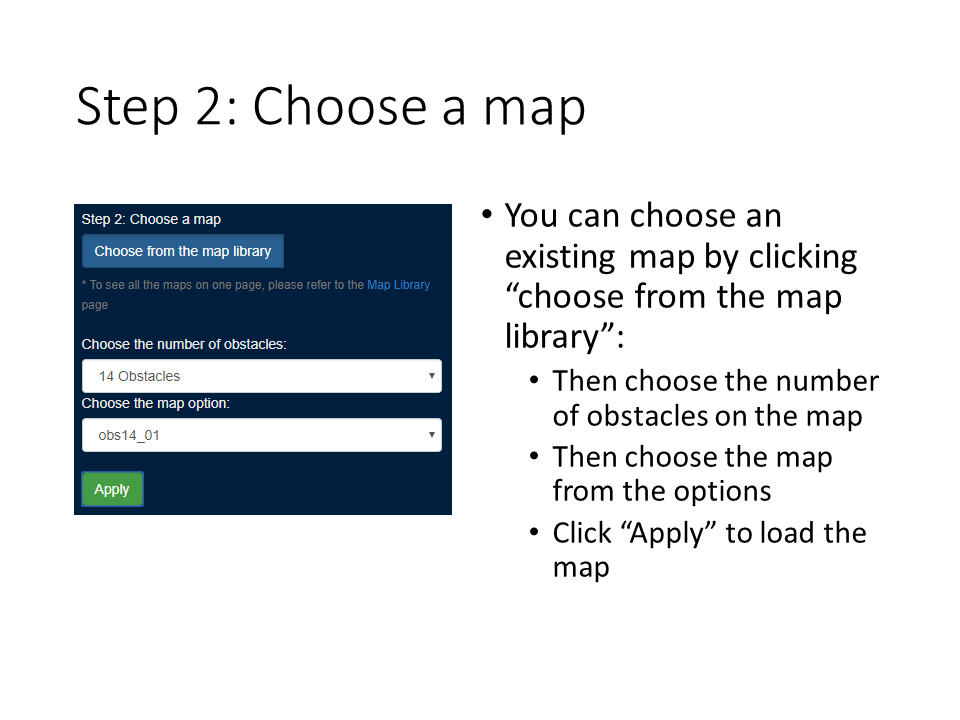 Step 2: Choose a map
Step 2: Choose a map
Choose from the map library
* To see all the maps on one page, please refer to the Map Library
page
Choose the number of obstacles:
14 Obstacles
Choose the map option:
obs14_01
Apply
• You can choose an
existing map by clicking
“choose from the map
library”:
• Then choose the number
of obstacles on the map
• Then choose the map
from the options
• Click “Apply” to load the
map